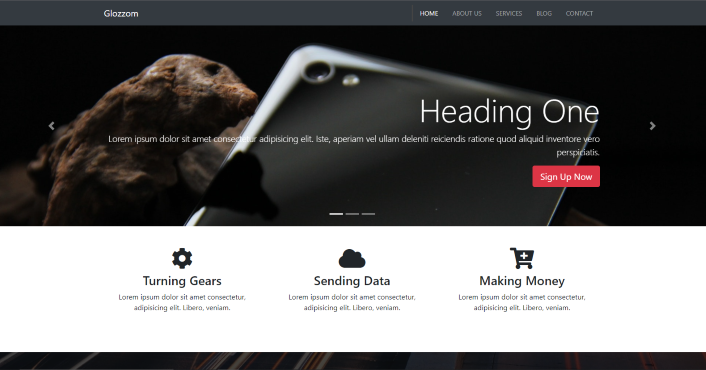 Glozzom
HOME ABOUT US SERVICES BLOG CONTACT
Heading One
Lorem ipsum dolor sit amet consectetur adipisicing elit. Iste, aperiam vel ullam deleniti reiciendis ratione quod aliquid inventore vero
perspiciatis.
Sign Up Now
Turning Gears
Lorem ipsum dolor sit amet consectetur,
adipisicing elit. Libero, veniam.
Sending Data
Lorem ipsum dolor sit amet consectetur,
adipisicing elit. Libero, veniam.
Making Money
Lorem ipsum dolor sit amet consectetur,
adipisicing elit. Libero, veniam.